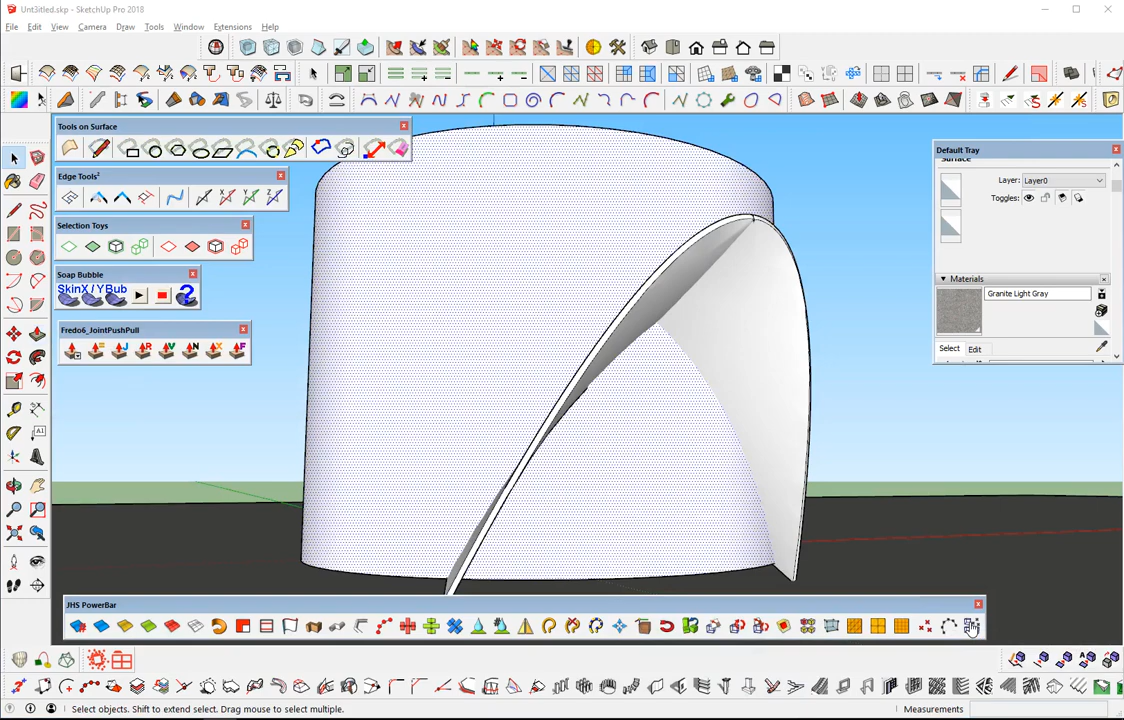 Unt3itled.skp - SketchUp Pro 2018
File Edit View Camera Draw Tools Window Extensions Help
Tools on Surface
Default Tray
Surface
Edge Tools²
Layer: Layer0
Toggles:
Selection Toys
Soap Bubble
Materials
SkinX / YBub
Granite Light Gray
Fredo6_JointPushPull
J R V N X F
Select Edit
A1
X Y Z
JHS PowerBar
Select objects. Shift to extend select. Drag mouse to select multiple.
Measurements